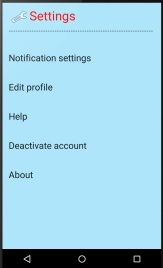 Settings
Notification settings
Edit profile
Help
Deactivate account
About